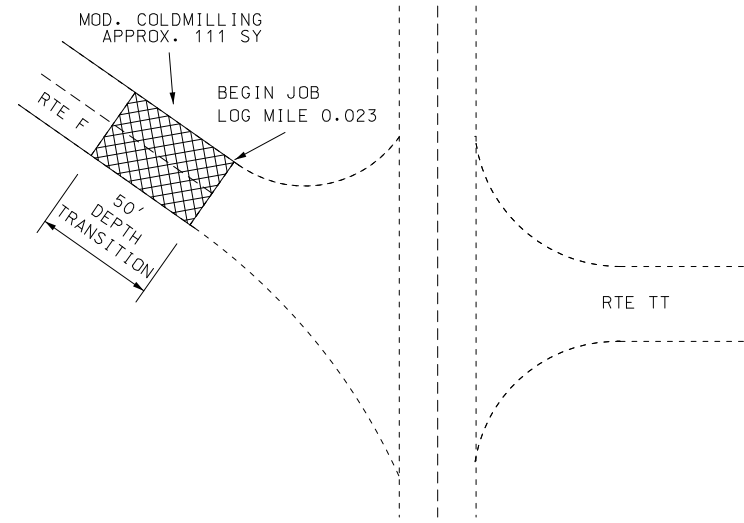 MOD. COLDMILLING
APPROX. 111 SY
BEGIN JOB
LOG MILE 0.023
RTE F
50'
DEPTH
TRANSITION
RTE TT